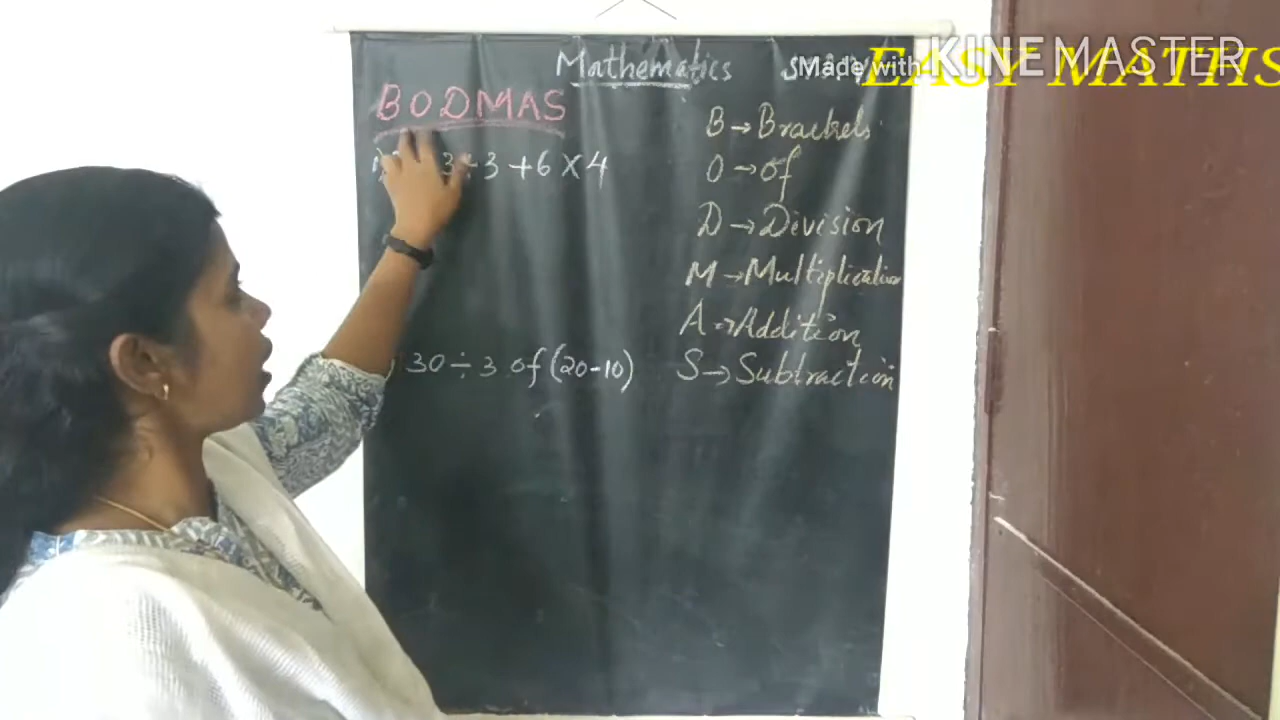 Made with KINEMASTER
EASY MATHS
Mathematics
BODMAS
3 ÷ 3 + 6 × 4
30 ÷ 3 of (20-10)
B → Brackets
O → of
D → Division
M → Multiplication
A → Addition
S → Subtraction